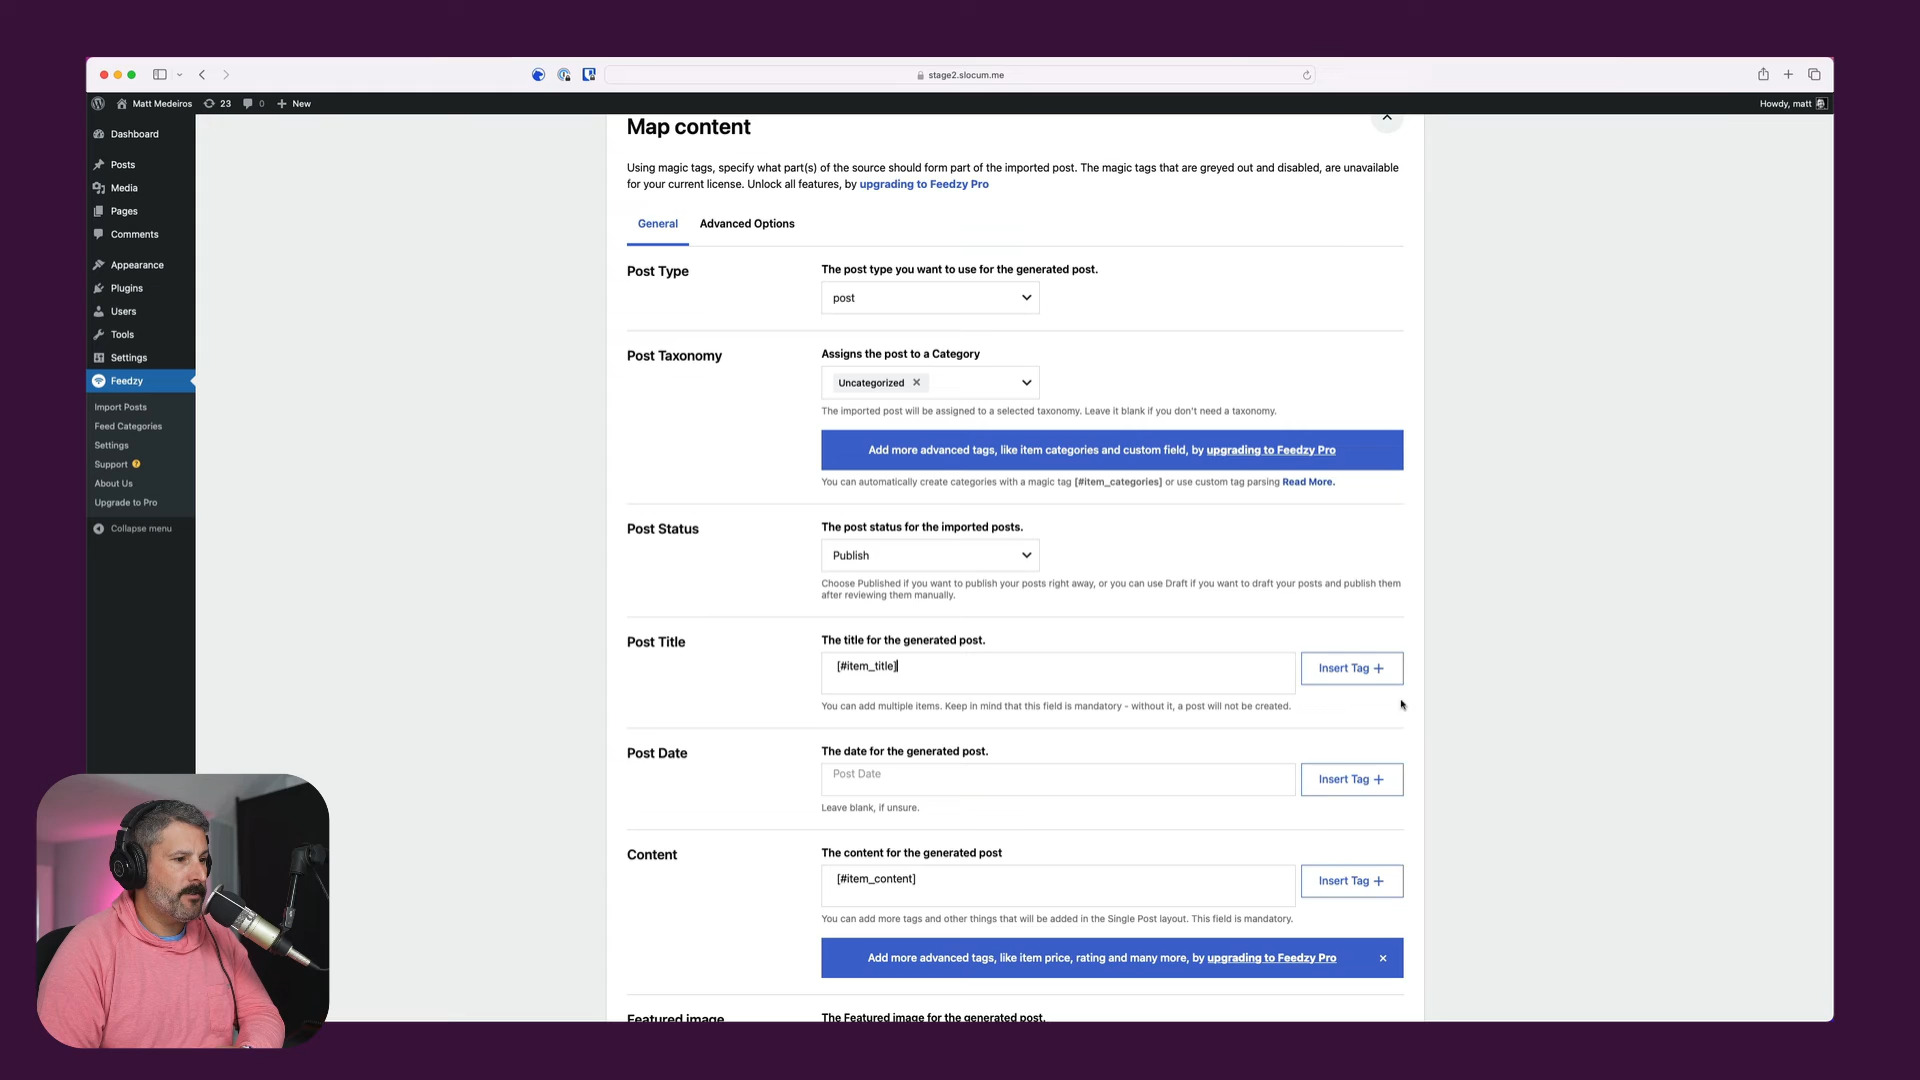 stage2.slocum.me
Matt Medeiros
23
0
New
Howdy, matt
Dashboard
Posts
Media
Pages
Comments
Appearance
Plugins
Users
Tools
Settings
Feedzy
Import Posts
Feed Categories
Settings
Support ?
About Us
Upgrade to Pro
Collapse menu
Map content
Using magic tags, specify what part(s) of the source should form part of the imported post. The magic tags that are greyed out and disabled, are unavailable
for your current license. Unlock all features, by upgrading to Feedzy Pro
General
Advanced Options
Post Type
The post type you want to use for the generated post.
post
Post Taxonomy
Assigns the post to a Category
Uncategorized
The imported post will be assigned to a selected taxonomy. Leave it blank if you don't need a taxonomy.
Add more advanced tags, like item categories and custom field, by upgrading to Feedzy Pro
You can automatically create categories with a magic tag [#item_categories] or use custom tag parsing Read More.
Post Status
The post status for the imported posts.
Publish
Choose Published if you want to publish your posts right away, or you can use Draft if you want to draft your posts and publish them
after reviewing them manually.
Post Title
The title for the generated post.
[#item_title]
Insert Tag +
You can add multiple items. Keep in mind that this field is mandatory - without it, a post will not be created.
Post Date
The date for the generated post.
Post Date
Insert Tag +
Leave blank, if unsure.
Content
The content for the generated post
[#item_content]
Insert Tag +
You can add more tags and other things that will be added in the Single Post layout. This field is mandatory.
Add more advanced tags, like item price, rating and many more, by upgrading to Feedzy Pro
Featured image
The Featured image for the generated post.